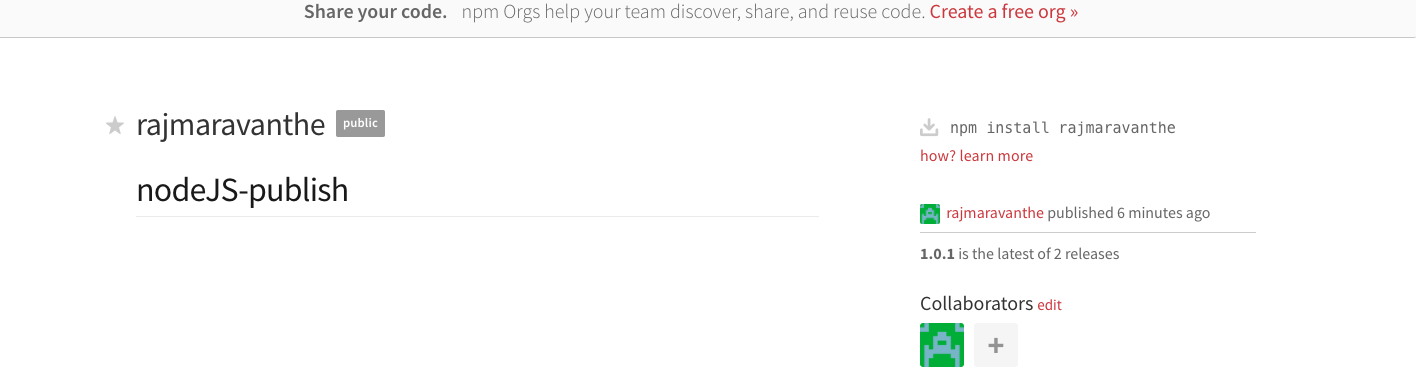 Share your code. npm Orgs help your team discover, share, and reuse code. Create a free org »
rajmaravanthe public
nodeJS-publish
npm install rajmaravanthe
how? learn more
rajmaravanthe published 6 minutes ago
1.0.1 is the latest of 2 releases
Collaborators edit
+